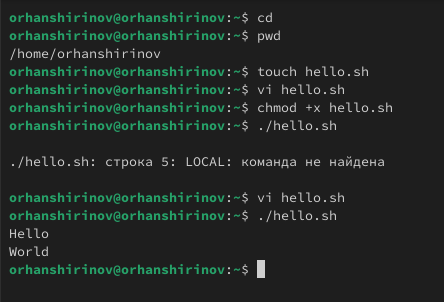 orhanshirinov@orhanshirinov:~$ cd
orhanshirinov@orhanshirinov:~$ pwd
/home/orhanshirinov
orhanshirinov@orhanshirinov:~$ touch hello.sh
orhanshirinov@orhanshirinov:~$ vi hello.sh
orhanshirinov@orhanshirinov:~$ chmod +x hello.sh
orhanshirinov@orhanshirinov:~$ ./hello.sh
./hello.sh: строка 5: LOCAL: команда не найдена
orhanshirinov@orhanshirinov:~$ vi hello.sh
orhanshirinov@orhanshirinov:~$ ./hello.sh
Hello
World
orhanshirinov@orhanshirinov:~$